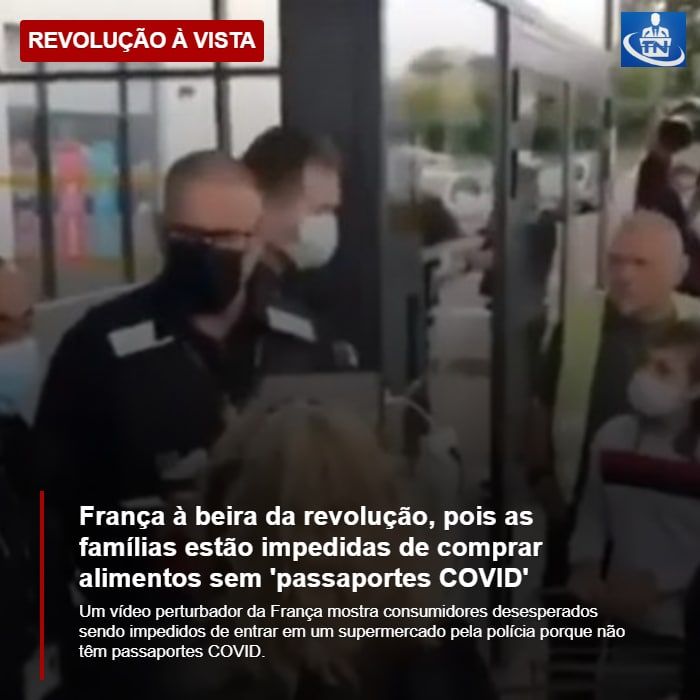 REVOLUÇÃO À VISTA
TN
França à beira da revolução, pois as
famílias estão impedidas de comprar
alimentos sem 'passaportes COVID'
Um vídeo perturbador da França mostra consumidores desesperados
sendo impedidos de entrar em um supermercado pela polícia porque não
têm passaportes COVID.